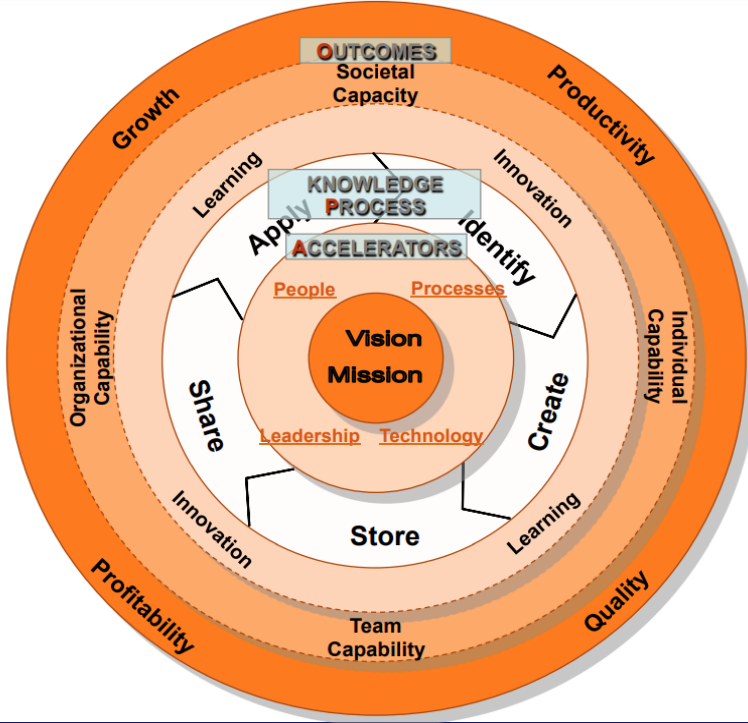 OUTCOMES
Societal
Capacity
Growth
Productivity
Learning
Innovation
KNOWLEDGE
PROCESS
Apply
Identify
ACCELERATORS
People
Processes
Organizational
Capability
Individual
Capability
Vision
Mission
Share
Create
Leadership
Technology
Innovation
Learning
Store
Profitability
Quality
Team
Capability